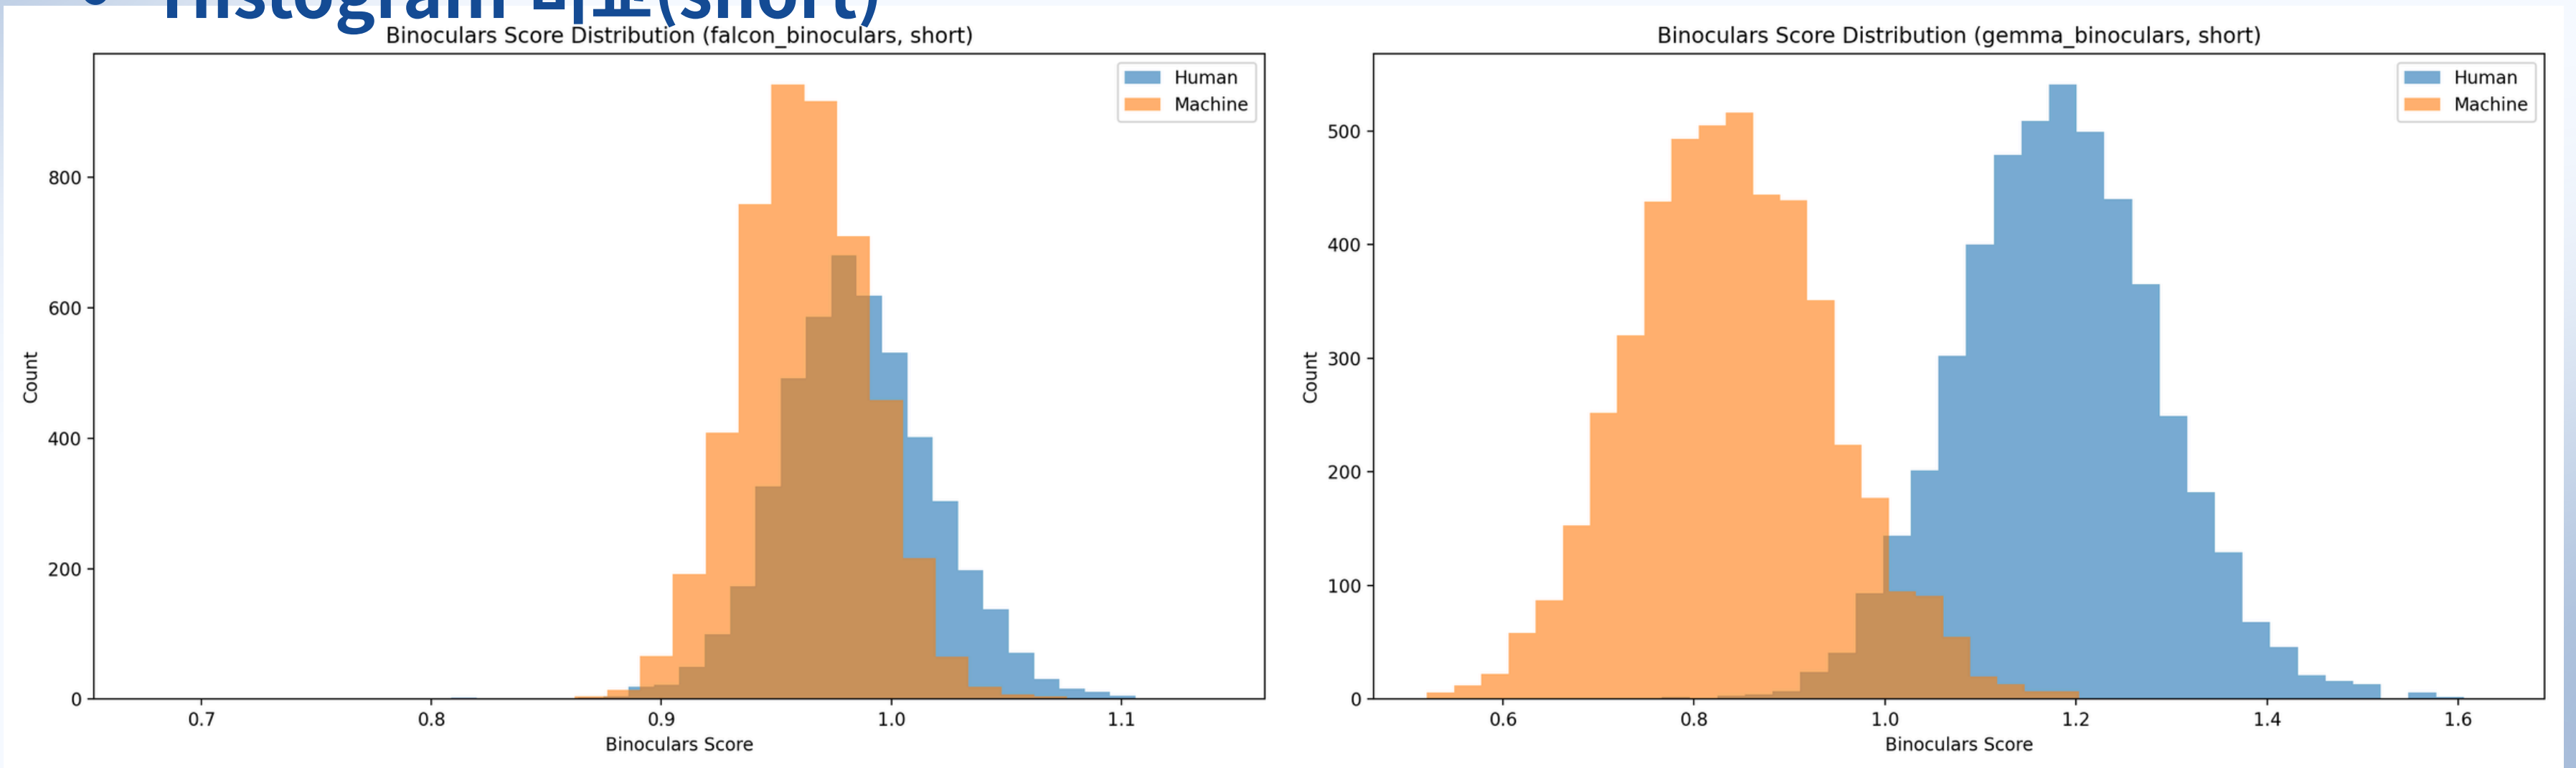 Histogram 비교(short)
Binoculars Score Distribution (falcon_binoculars, short)
Human
Machine
800
600
400
200
0
Count
0.7 0.8 0.9 1.0 1.1
Binoculars Score
Binoculars Score Distribution (gemma_binoculars, short)
Human
Machine
500
400
300
200
100
0
Count
0.6 0.8 1.0 1.2 1.4 1.6
Binoculars Score